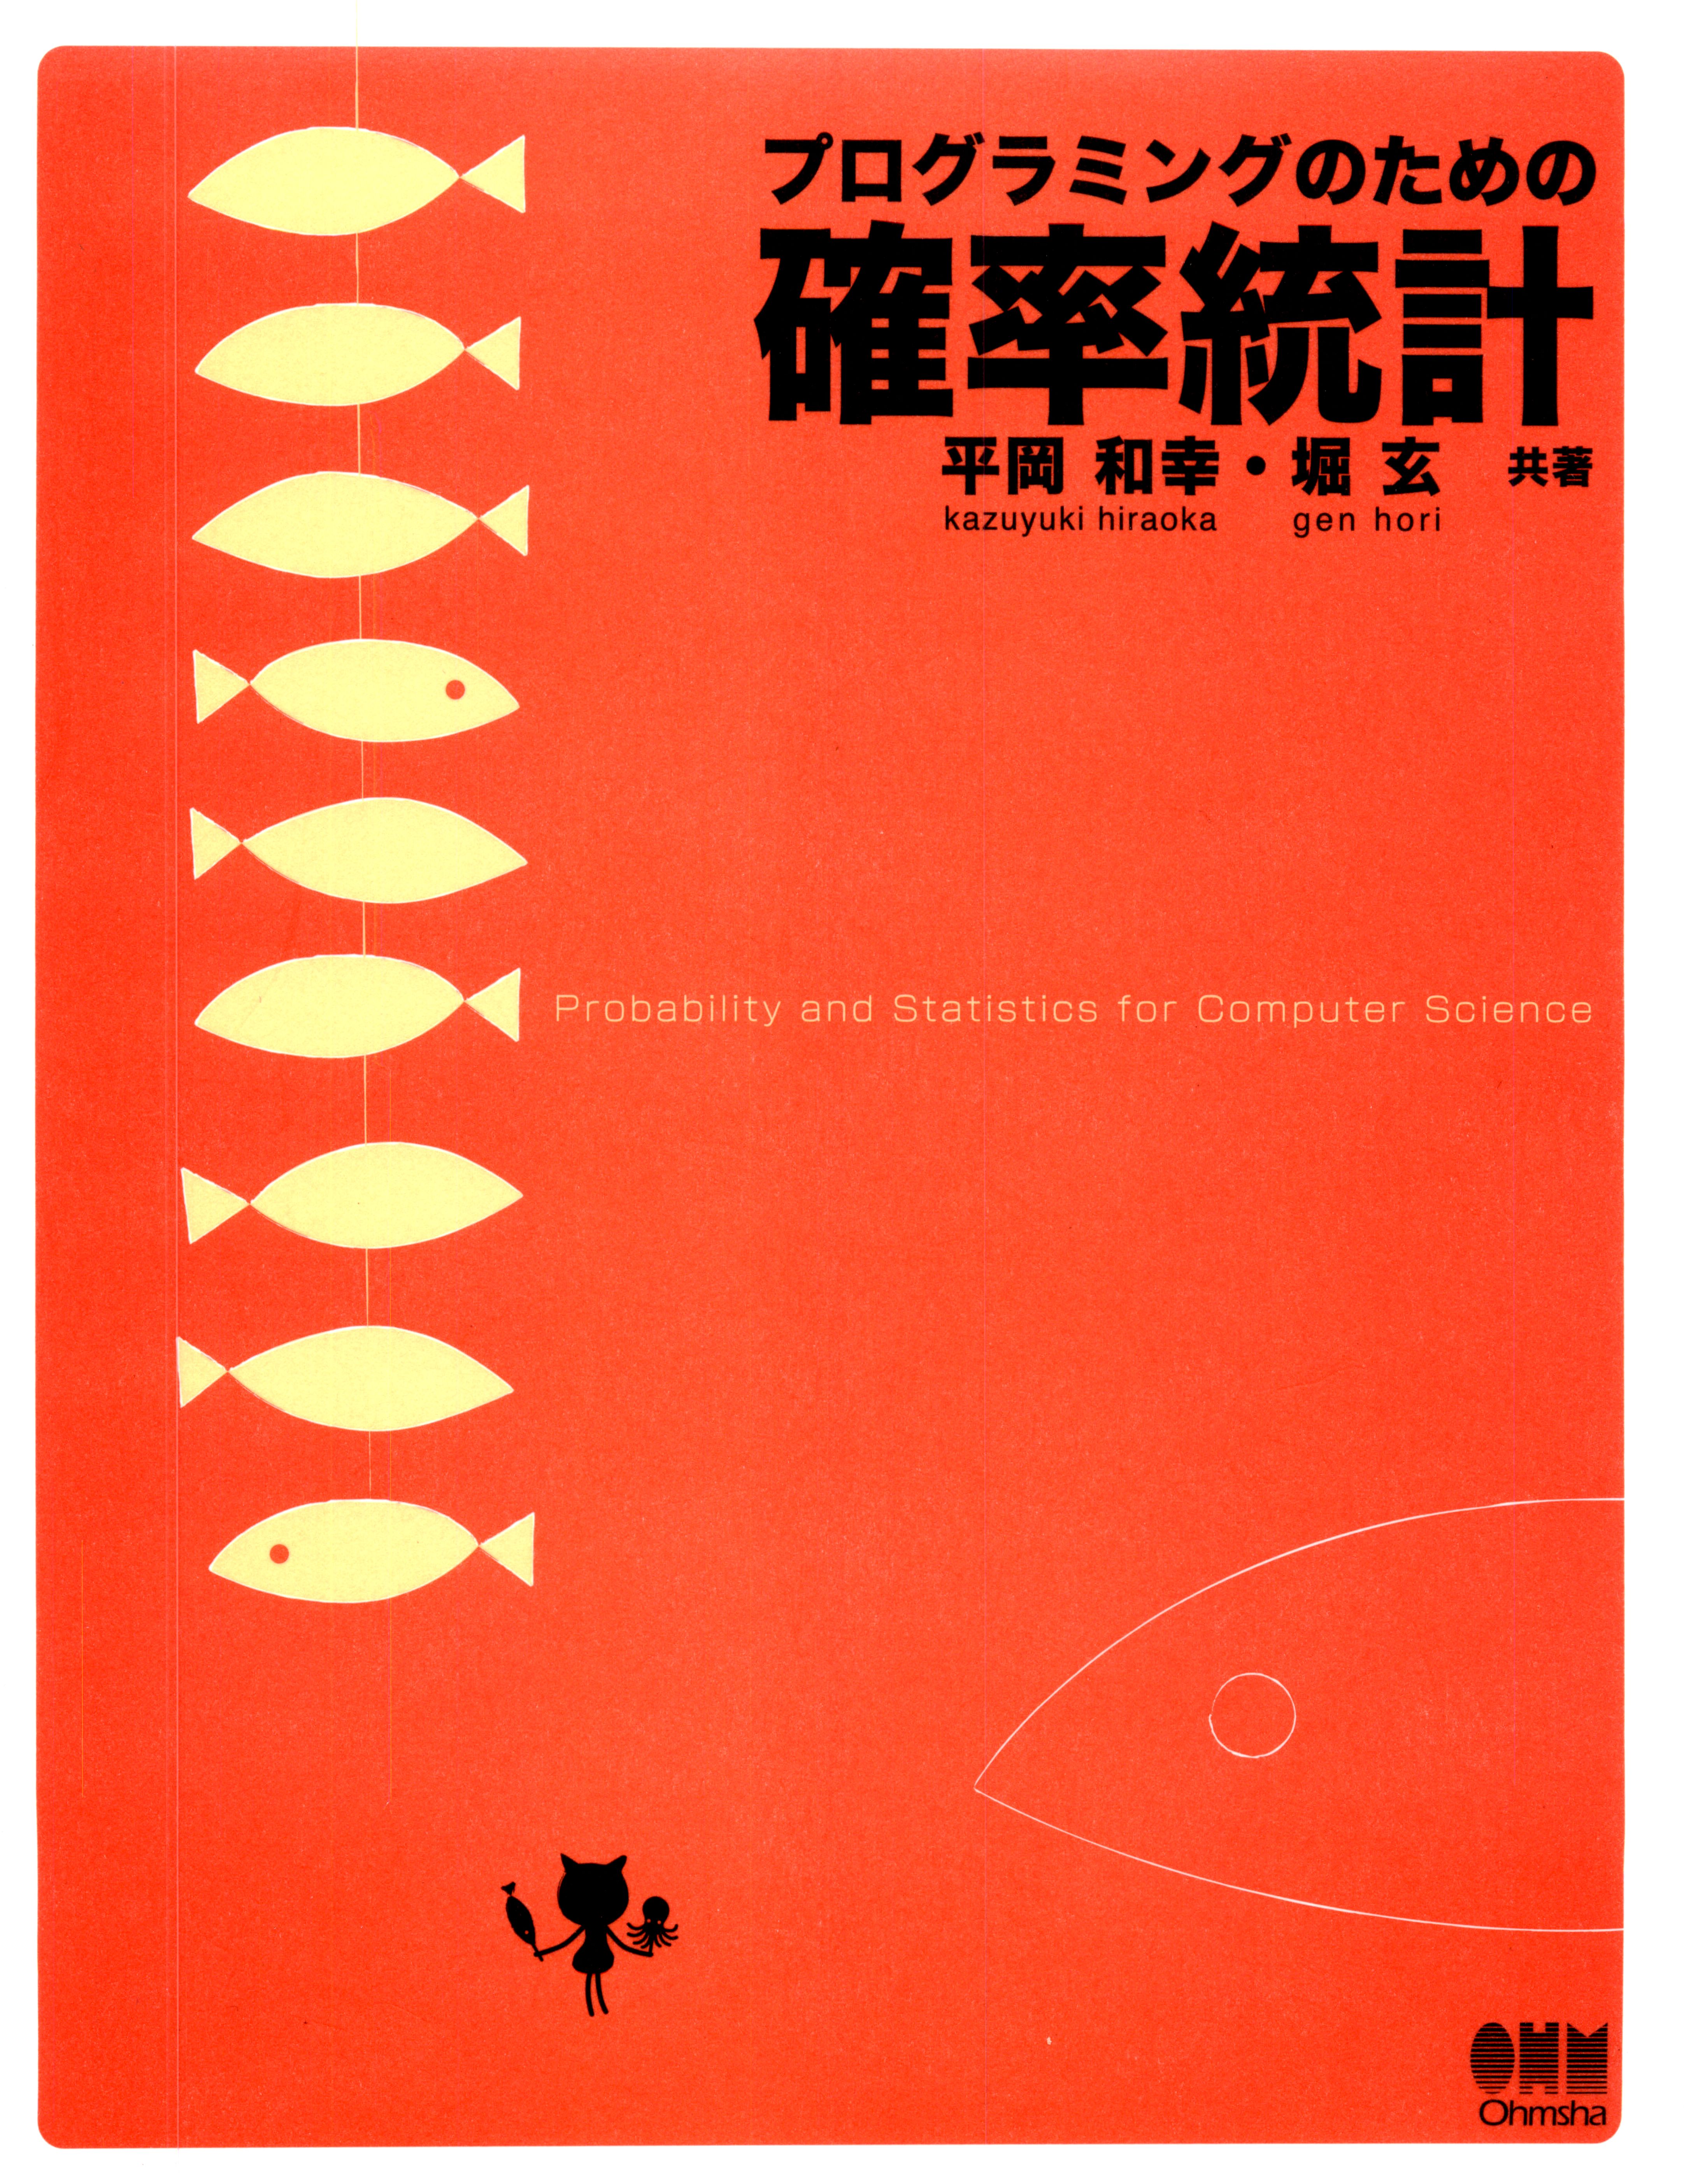 プログラミングのための
確率統計
平岡 和幸・堀 玄 共著
kazuyuki hiraoka gen hori
Probability and Statistics for Computer Science
OHM
Ohmsha